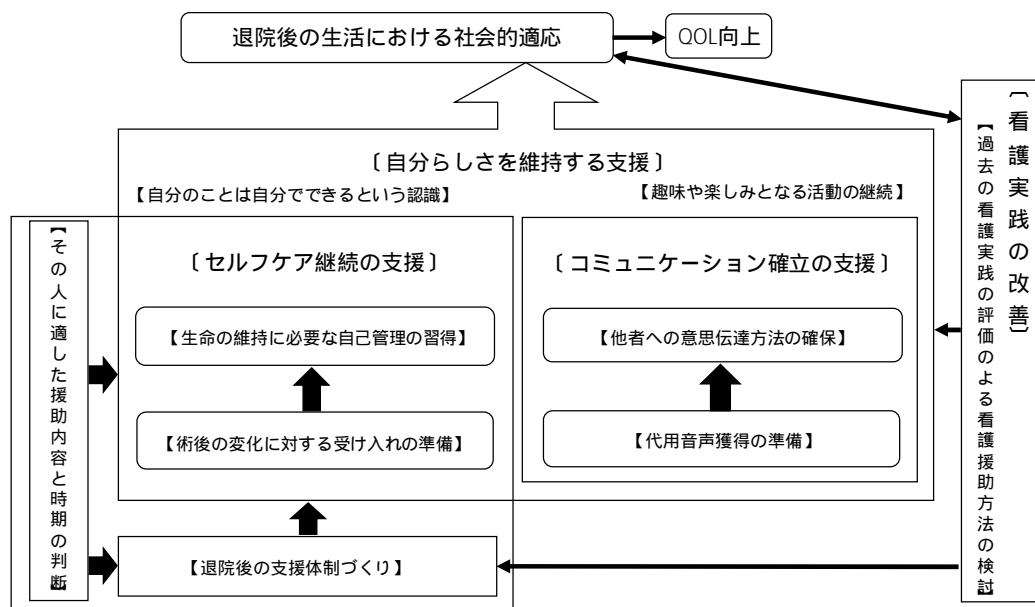 退院後の生活における社会的適応
QOL向上
〔自分らしさを維持する支援〕
【自分のことは自分でできるという認識】
【趣味や楽しみとなる活動の継続】
〔セルフケア継続の支援〕
【生命の維持に必要な自己管理の習得】
【術後の変化に対する受け入れの準備】
〔コミュニケーション確立の支援〕
【他者への意思伝達方法の確保】
【代用音声獲得の準備】
【その人に適した援助内容と時期の判断】
【退院後の支援体制づくり】
〔看護実践の改善〕
【過去の看護実践の評価のよる看護援助方法の検討】